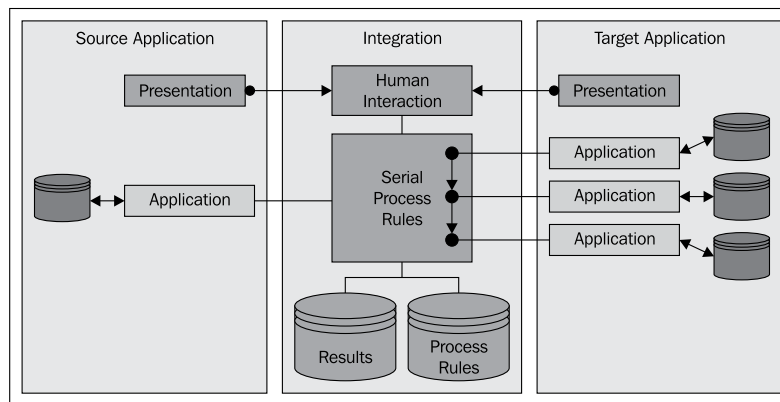 Source Application
Integration
Target Application
Presentation
Human
Interaction
Presentation
Application
Serial
Process
Rules
Application
Application
Application
Results
Process
Rules